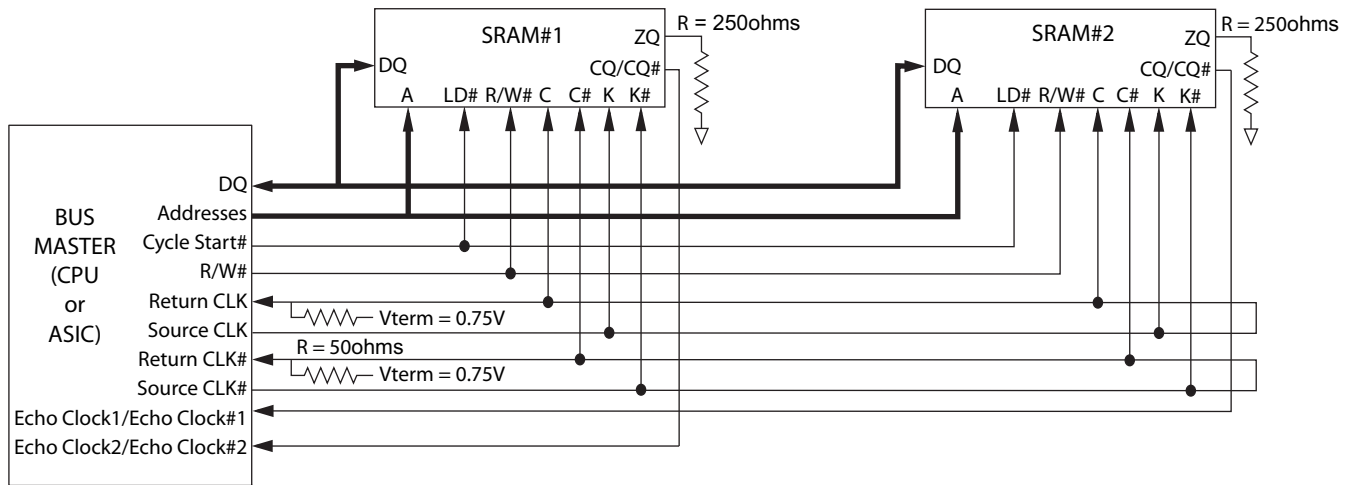 R = 250ohms
SRAM#1
ZQ
CQ/CQ#
DQ
A LD# R/W# C C# K K#
R = 250ohms
SRAM#2
ZQ
CQ/CQ#
DQ
A LD# R/W# C C# K K#
BUS
MASTER
(CPU
or
ASIC)
DQ
Addresses
Cycle Start#
R/W#
Return CLK
Source CLK
Return CLK#
Source CLK#
Echo Clock1/Echo Clock#1
Echo Clock2/Echo Clock#2
Vterm = 0.75V
R = 50ohms
Vterm = 0.75V